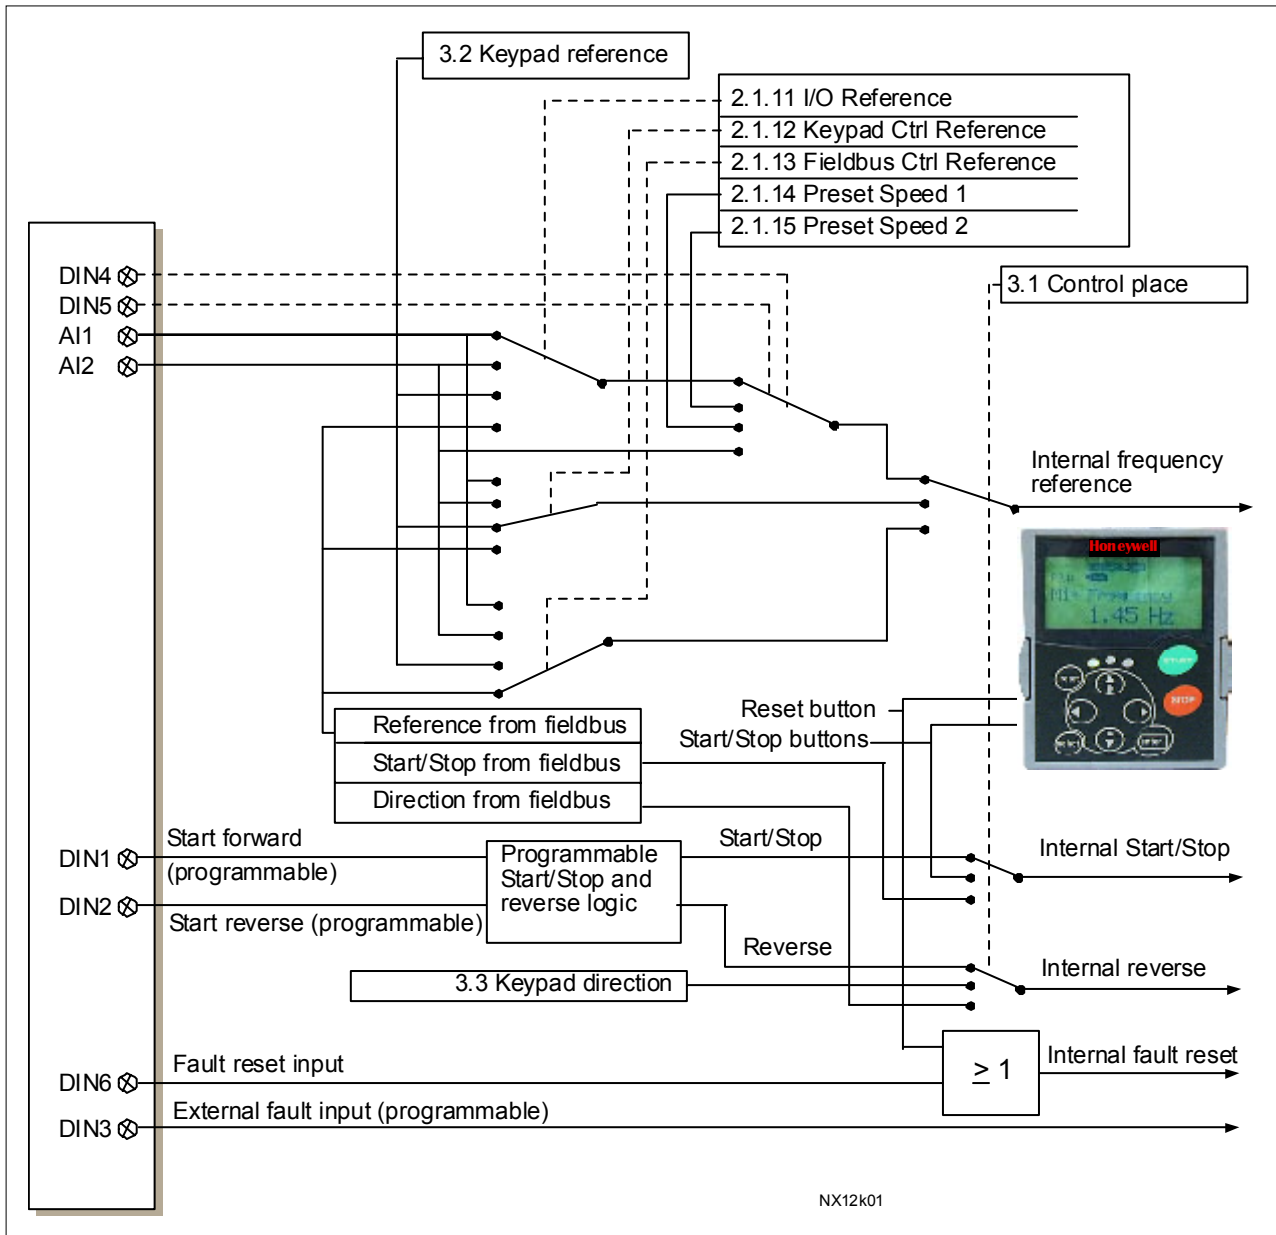 3.2 Keypad reference
2.1.11 I/O Reference
2.1.12 Keypad Ctrl Reference
2.1.13 Fieldbus Ctrl Reference
2.1.14 Preset Speed 1
2.1.15 Preset Speed 2
DIN4
DIN5
AI1
AI2
3.1 Control place
Internal frequency
reference
Honeywell
1.45 Hz
START
STOP
Reset button
Start/Stop buttons
Reference from fieldbus
Start/Stop from fieldbus
Direction from fieldbus
DIN1
Start forward
(programmable)
DIN2
Start reverse (programmable)
Programmable
Start/Stop and
reverse logic
Start/Stop
Internal Start/Stop
Reverse
Internal reverse
3.3 Keypad direction
DIN6
Fault reset input
≥ 1
Internal fault reset
DIN3
External fault input (programmable)
NX12k01